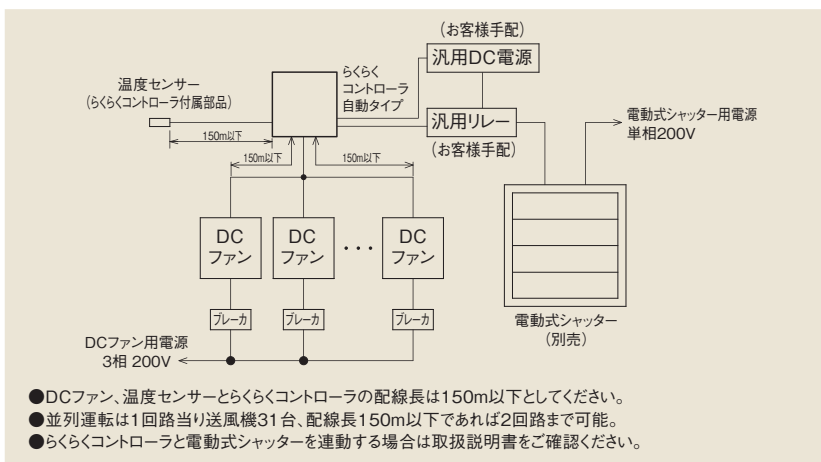 (お客様手配)
汎用DC電源
らくらく
コントローラ
自動タイプ
温度センサー
(らくらくコントローラ付属部品)
汎用リレー
(お客様手配)
電動式シャッター用電源
単相200V
150m以下
150m以下
150m以下
DC
ファン
DC
ファン
・・・
DC
ファン
ブレーカ
ブレーカ
ブレーカ
電動式シャッター
(別売)
DCファン用電源
3相 200V
●DCファン、温度センサーとらくらくコントローラの配線長は150m以下としてください。
●並列運転は1回路当り送風機31台、配線長150m以下であれば2回路まで可能。
●らくらくコントローラと電動式シャッターを連動する場合は取扱説明書をご確認ください。